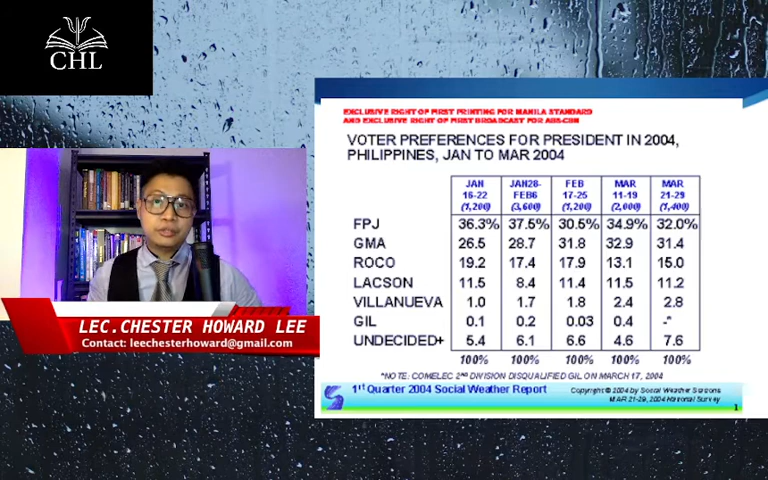 CHL
EXCLUSIVE RIGHT OF FIRST PRINTING FOR MANILA STANDARD
AND EXCLUSIVE RIGHT OF FIRST BROADCAST FOR ABS-CBN
VOTER PREFERENCES FOR PRESIDENT IN 2004,
PHILIPPINES, JAN TO MAR 2004
JAN 16-22 (1,200) JAN28-FEB6 (3,600) FEB 17-25 (1,200) MAR 11-19 (2,000) MAR 21-29 (1,400)
FPJ 36.3% 37.5% 30.5% 34.9% 32.0%
GMA 26.5 28.7 31.8 32.9 31.4
ROCO 19.2 17.4 17.9 13.1 15.0
LACSON 11.5 8.4 11.4 11.5 11.2
VILLANUEVA 1.0 1.7 1.8 2.4 2.8
GIL 0.1 0.2 0.03 0.4 -*
UNDECIDED+ 5.4 6.1 6.6 4.6 7.6
100% 100% 100% 100% 100%
*NOTE: COMELEC 2ND DIVISION DISQUALIFIED GIL ON MARCH 17, 2004
1st Quarter 2004 Social Weather Report
Copyright © 2004 by Social Weather Stations
MAR 21-29, 2004 National Survey
1
LEC.CHESTER HOWARD LEE
Contact: leechesterhoward@gmail.com